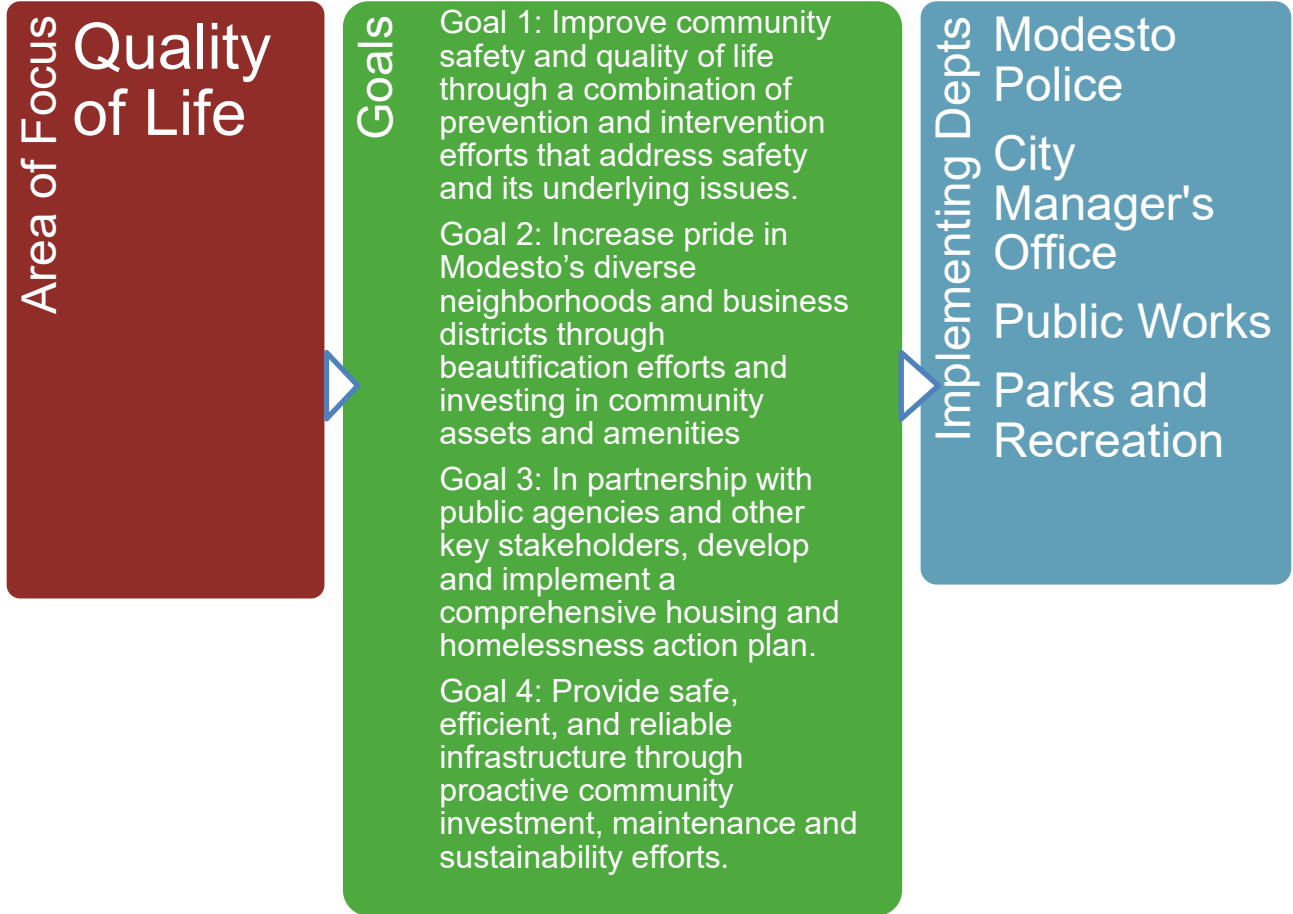 Area of Focus
Quality
of Life
Goals
Goal 1: Improve community
safety and quality of life
through a combination of
prevention and intervention
efforts that address safety
and its underlying issues.
Goal 2: Increase pride in
Modesto’s diverse
neighborhoods and business
districts through
beautification efforts and
investing in community
assets and amenities
Goal 3: In partnership with
public agencies and other
key stakeholders, develop
and implement a
comprehensive housing and
homelessness action plan.
Goal 4: Provide safe,
efficient, and reliable
infrastructure through
proactive community
investment, maintenance and
sustainability efforts.
Implementing Depts
Modesto
Police
City
Manager's
Office
Public Works
Parks and
Recreation